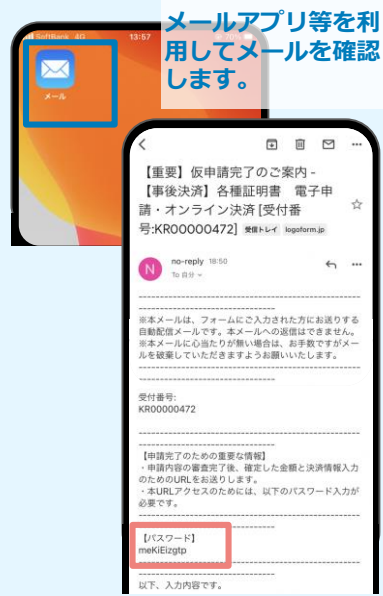 メールアプリ等を利
用してメールを確認
します。
SoftBank 4G
13:57
70%
メール
【重要】仮申請完了のご案内 -
【事後決済】各種証明書 電子申
請・オンライン決済 [受付番
号:KR00000472] 受信トレイ logoform.jp
N
no-reply 18:50
To 自分
------------------------------------------------------------
------------------------------------
※本メールは、フォームにご入力された方にお送りする
自動配信メールです。本メールへの返信はできません。
※本メールに心当たりが無い場合は、お手数ですがメー
ルを破棄していただきますようお願いいたします。
------------------------------------------------------------
------------------------------------
受付番号:
KR00000472
------------------------------------------------------------
------------------------------------
【申請完了のための重要な情報】
・申請内容の審査完了後、確定した金額と決済情報入力
のためのURLをお送りします。
・本URLアクセスのためには、以下のパスワード入力が
必要です。
------------------------------------------------------------
------------------------------------
【パスワード】
meKiEizgtp
------------------------------------------------------------
------------------------------------
以下、入力内容です。